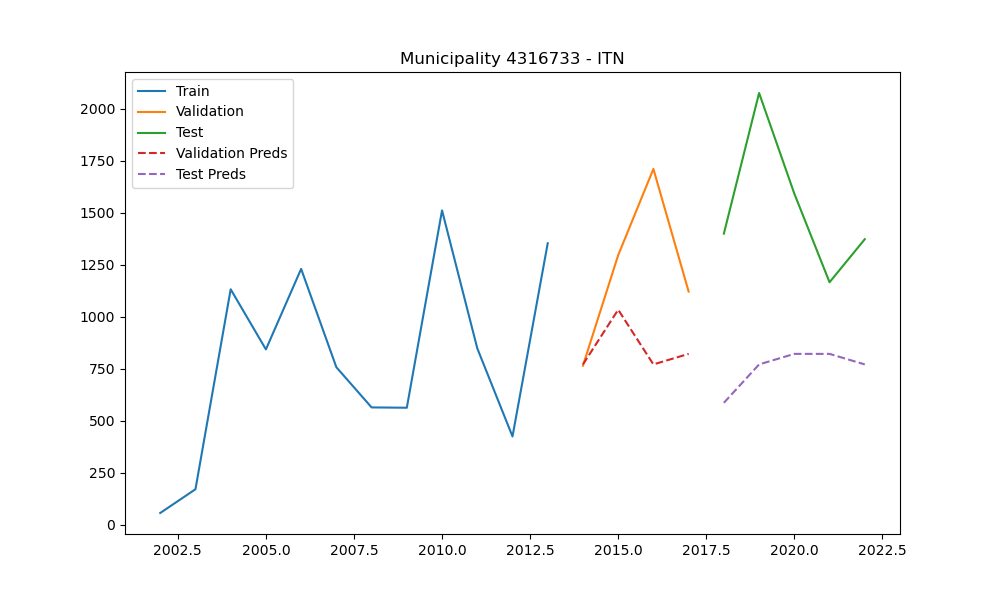 Municipality 4316733 - ITN
Train
Validation
Test
Validation Preds
Test Preds
2000
1750
1500
1250
1000
750
500
250
0
2002.5 2005.0 2007.5 2010.0 2012.5 2015.0 2017.5 2020.0 2022.5